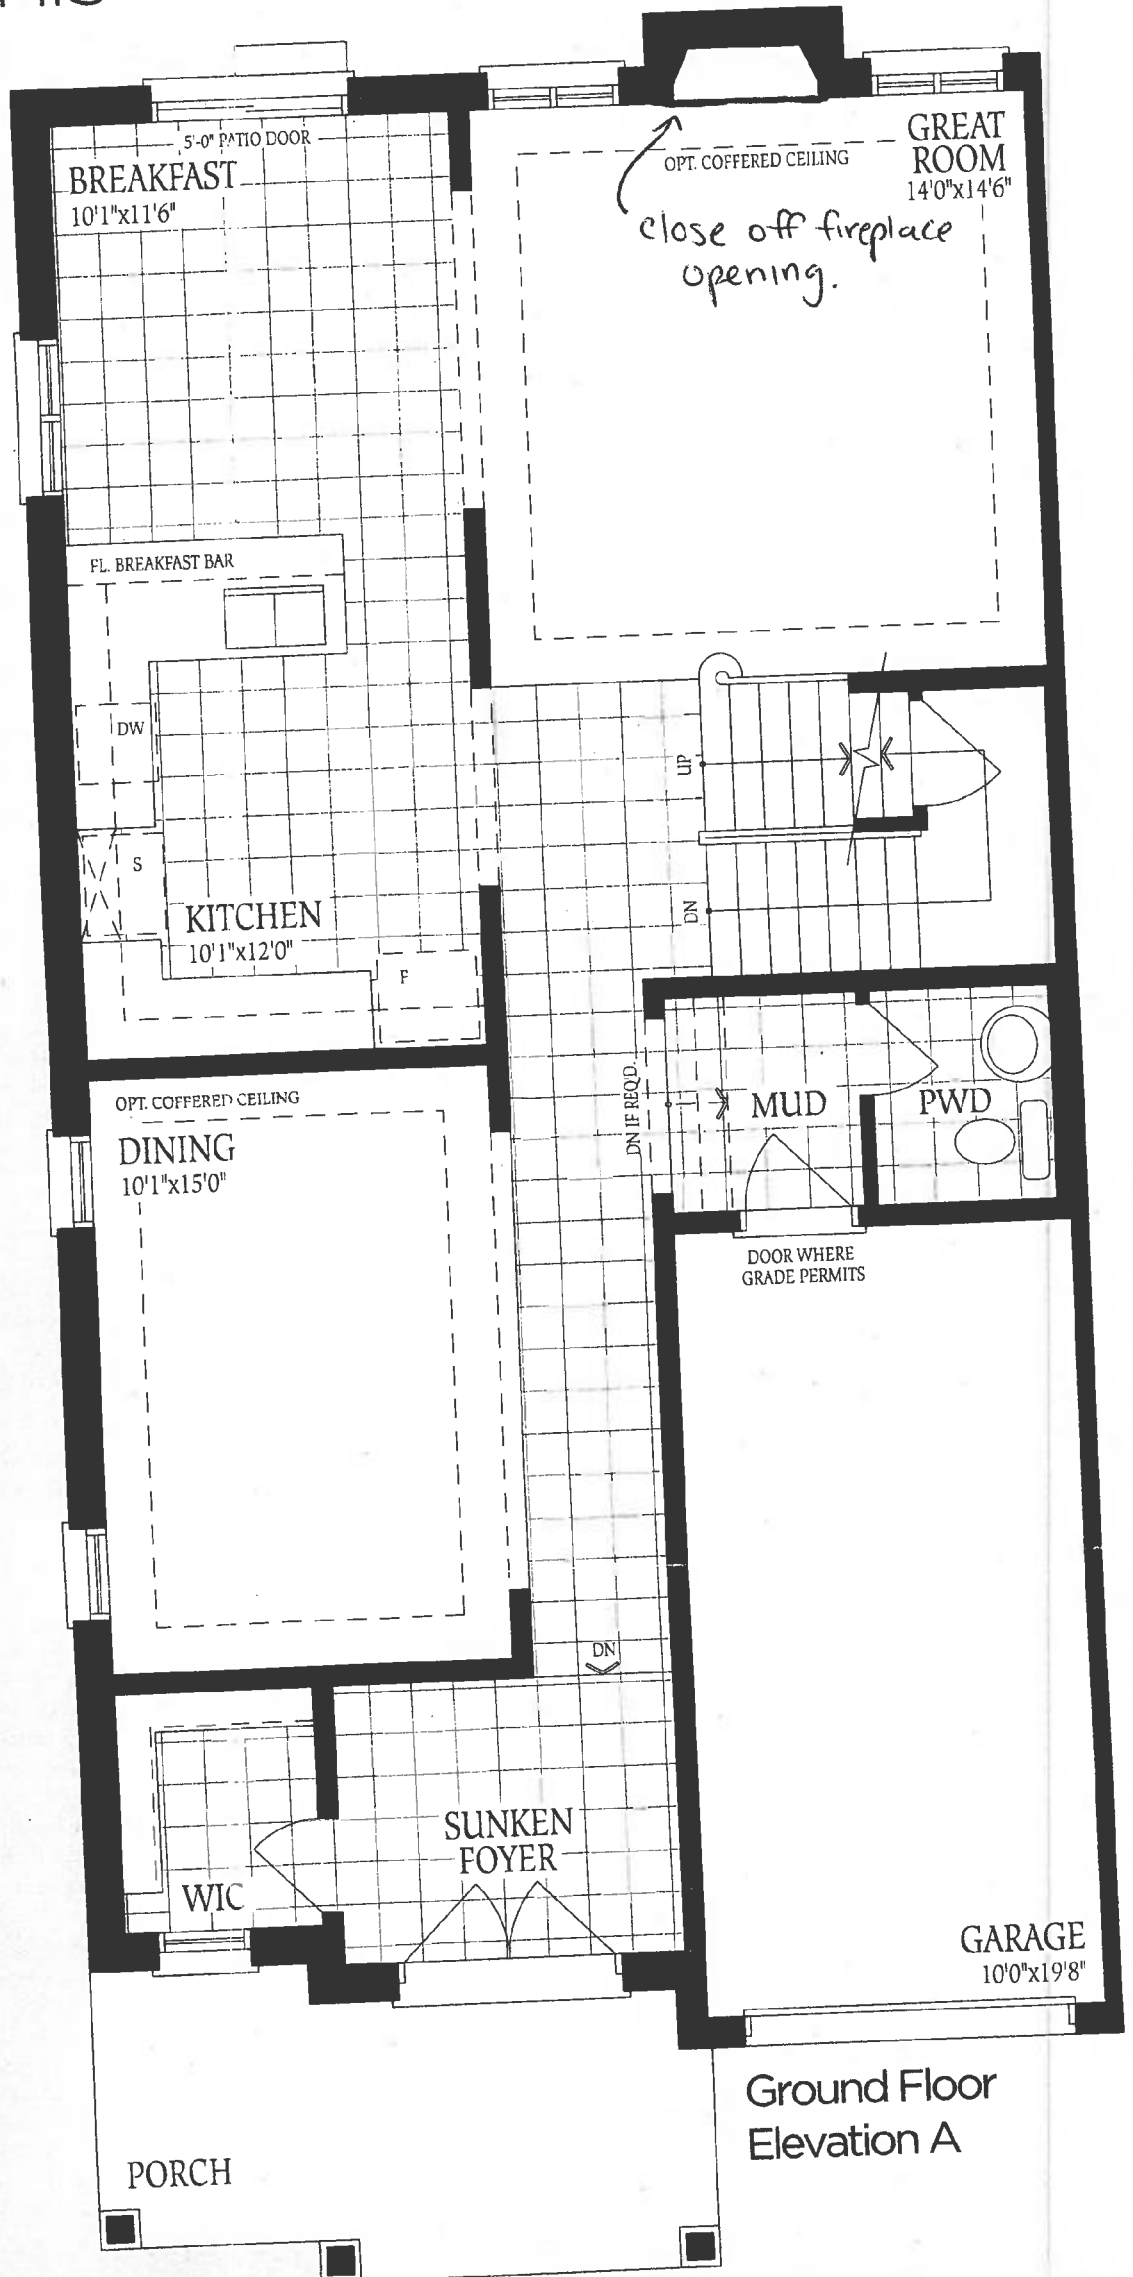 5'-0" PATIO DOOR
BREAKFAST
10'1"x11'6"
GREAT
ROOM
14'0"x14'6"
OPT. COFFERED CEILING
close off fireplace
opening.
FL. BREAKFAST BAR
DW
S
KITCHEN
10'1"x12'0"
F
UP
DN
DN IF REQ'D.
MUD
PWD
OPT. COFFERED CEILING
DINING
10'1"x15'0"
DOOR WHERE
GRADE PERMITS
DN
SUNKEN
FOYER
WIC
GARAGE
10'0"x19'8"
Ground Floor
Elevation A
PORCH